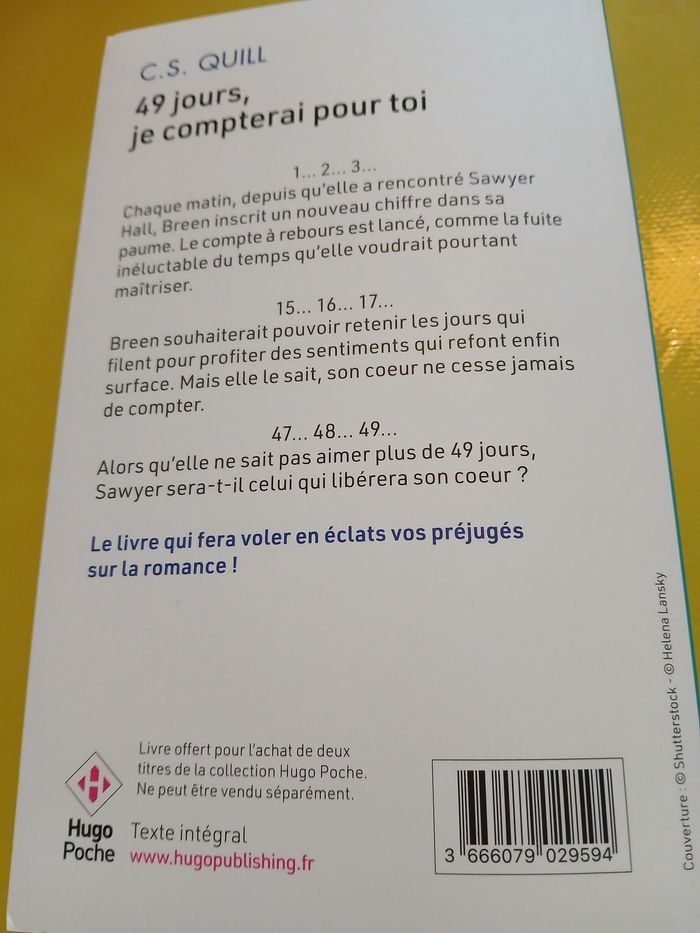 C.S. QUILL
49 jours,
je compterai pour toi
1... 2... 3...
Chaque matin, depuis qu'elle a rencontré Sawyer
Hall, Breen inscrit un nouveau chiffre dans sa
paume. Le compte à rebours est lancé, comme la fuite
inéluctable du temps qu'elle voudrait pourtant
maîtriser.
15... 16... 17...
Breen souhaiterait pouvoir retenir les jours qui
filent pour profiter des sentiments qui refont enfin
surface. Mais elle le sait, son coeur ne cesse jamais
de compter.
47... 48... 49...
Alors qu'elle ne sait pas aimer plus de 49 jours,
Sawyer sera-t-il celui qui libérera son coeur ?
Le livre qui fera voler en éclats vos préjugés
sur la romance !
Livre offert pour l'achat de deux
titres de la collection Hugo Poche.
Ne peut être vendu séparément.
Hugo
Poche
Texte intégral
www.hugopublishing.fr
3 666079 029594
Couverture : © Shutterstock - © Helena Lansky